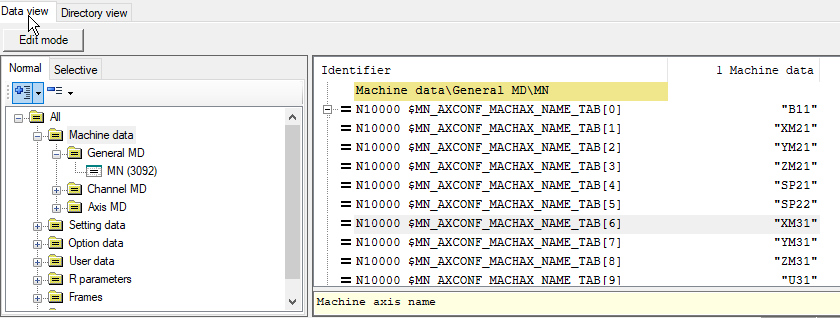 Data view
Directory view
Edit mode
Normal
Selective
All
Machine data
General MD
MN (3092)
Channel MD
Axis MD
Setting data
Option data
User data
R parameters
Frames
Identifier 1 Machine data
Machine data\General MD\MN
N10000 $MN_AXCONF_MACHAX_NAME_TAB[0] "B11"
N10000 $MN_AXCONF_MACHAX_NAME_TAB[1] "XM21"
N10000 $MN_AXCONF_MACHAX_NAME_TAB[2] "YM21"
N10000 $MN_AXCONF_MACHAX_NAME_TAB[3] "ZM21"
N10000 $MN_AXCONF_MACHAX_NAME_TAB[4] "SP21"
N10000 $MN_AXCONF_MACHAX_NAME_TAB[5] "SP22"
N10000 $MN_AXCONF_MACHAX_NAME_TAB[6] "XM31"
N10000 $MN_AXCONF_MACHAX_NAME_TAB[7] "YM31"
N10000 $MN_AXCONF_MACHAX_NAME_TAB[8] "ZM31"
N10000 $MN_AXCONF_MACHAX_NAME_TAB[9] "U31"
Machine axis name